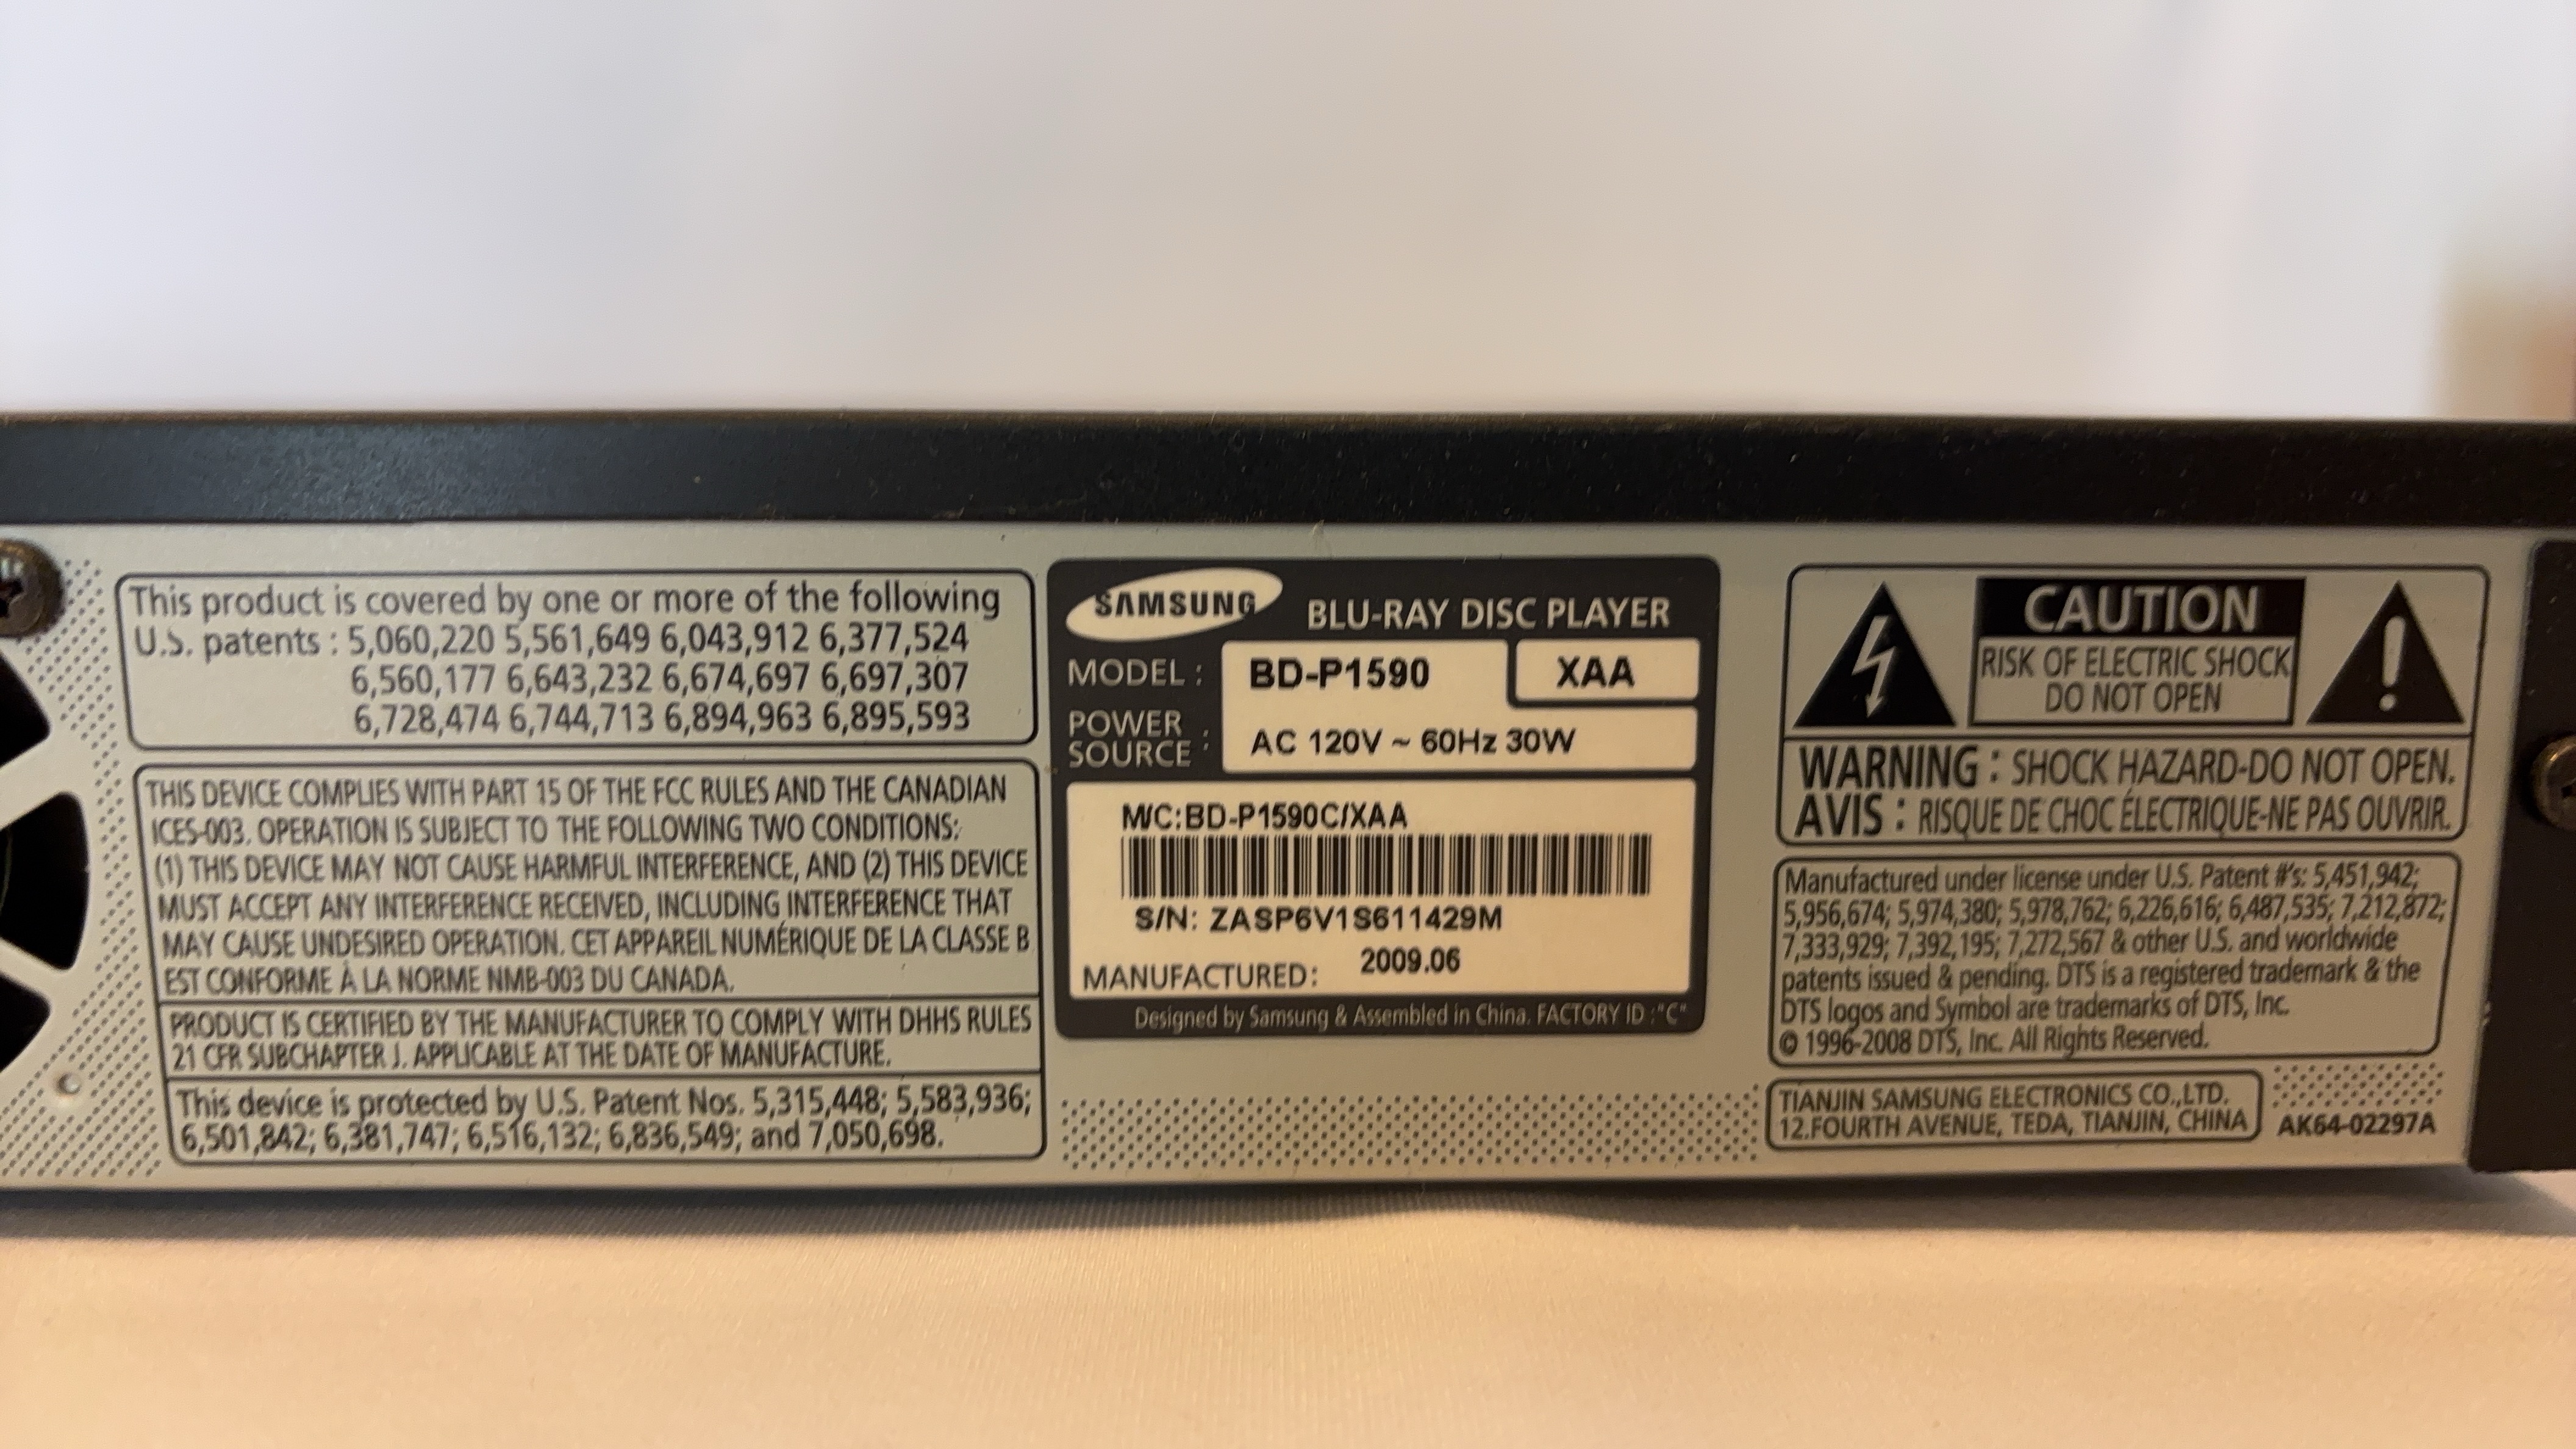 This product is covered by one or more of the following
U.S. patents : 5,060,220 5,561,649 6,043,912 6,377,524
6,560,177 6,643,232 6,674,697 6,697,307
6,728,474 6,744,713 6,894,963 6,895,593
THIS DEVICE COMPLIES WITH PART 15 OF THE FCC RULES AND THE CANADIAN
ICES-003. OPERATION IS SUBJECT TO THE FOLLOWING TWO CONDITIONS:
(1) THIS DEVICE MAY NOT CAUSE HARMFUL INTERFERENCE, AND (2) THIS DEVICE
MUST ACCEPT ANY INTERFERENCE RECEIVED, INCLUDING INTERFERENCE THAT
MAY CAUSE UNDESIRED OPERATION. CET APPAREIL NUMÉRIQUE DE LA CLASSE B
EST CONFORME À LA NORME NMB-003 DU CANADA.
PRODUCT IS CERTIFIED BY THE MANUFACTURER TO COMPLY WITH DHHS RULES
21 CFR SUBCHAPTER J. APPLICABLE AT THE DATE OF MANUFACTURE.
This device is protected by U.S. Patent Nos. 5,315,448; 5,583,936;
6,501,842; 6,381,747; 6,516,132; 6,836,549; and 7,050,698.
SAMSUNG BLU-RAY DISC PLAYER
MODEL : BD-P1590 XAA
POWER SOURCE : AC 120V ~ 60Hz 30W
M/C:BD-P1590C/XAA
S/N: ZASP6V1S611429M
MANUFACTURED: 2009.06
Designed by Samsung & Assembled in China. FACTORY ID :"C"
CAUTION
RISK OF ELECTRIC SHOCK
DO NOT OPEN
WARNING : SHOCK HAZARD-DO NOT OPEN.
AVIS : RISQUE DE CHOC ÉLECTRIQUE-NE PAS OUVRIR.
Manufactured under license under U.S. Patent #'s: 5,451,942;
5,956,674; 5,974,380; 5,978,762; 6,226,616; 6,487,535; 7,212,872;
7,333,929; 7,392,195; 7,272,567 & other U.S. and worldwide
patents issued & pending. DTS is a registered trademark & the
DTS logos and Symbol are trademarks of DTS, Inc.
© 1996-2008 DTS, Inc. All Rights Reserved.
TIANJIN SAMSUNG ELECTRONICS CO.,LTD.
12.FOURTH AVENUE, TEDA, TIANJIN, CHINA
AK64-02297A